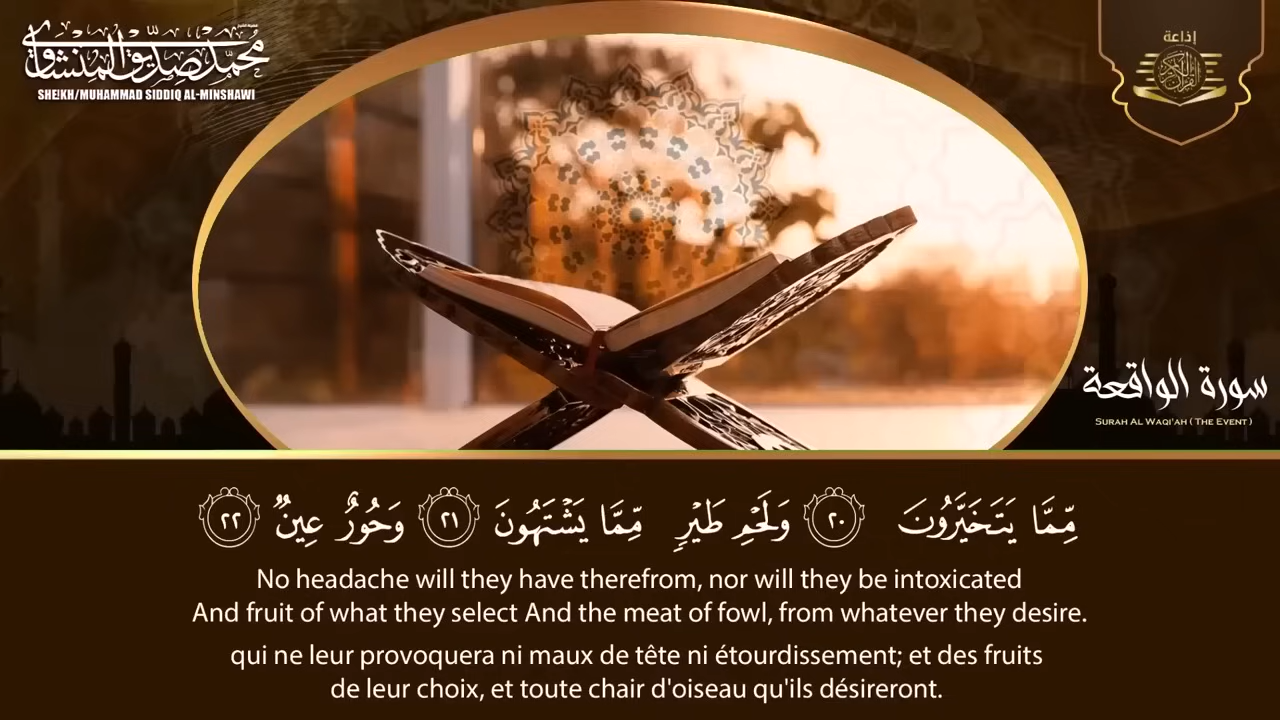 محمد صديق المنشاوي
SHEIKH/MUHAMMAD SIDDIQ AL-MINSHAWI
إذاعة
القرآن الكريم
سورة الواقعة
SURAH AL WAQI'AH ( THE EVENT )
مِّمَّا يَتَخَيَّرُونَ ٢٠ وَلَحْمِ طَيْرٍ مِّمَّا يَشْتَهُونَ ٢١ وَحُورٌ عِينٌ ٢٢
No headache will they have therefrom, nor will they be intoxicated
And fruit of what they select And the meat of fowl, from whatever they desire.
qui ne leur provoquera ni maux de tête ni étourdissement; et des fruits
de leur choix, et toute chair d'oiseau qu'ils désireront.